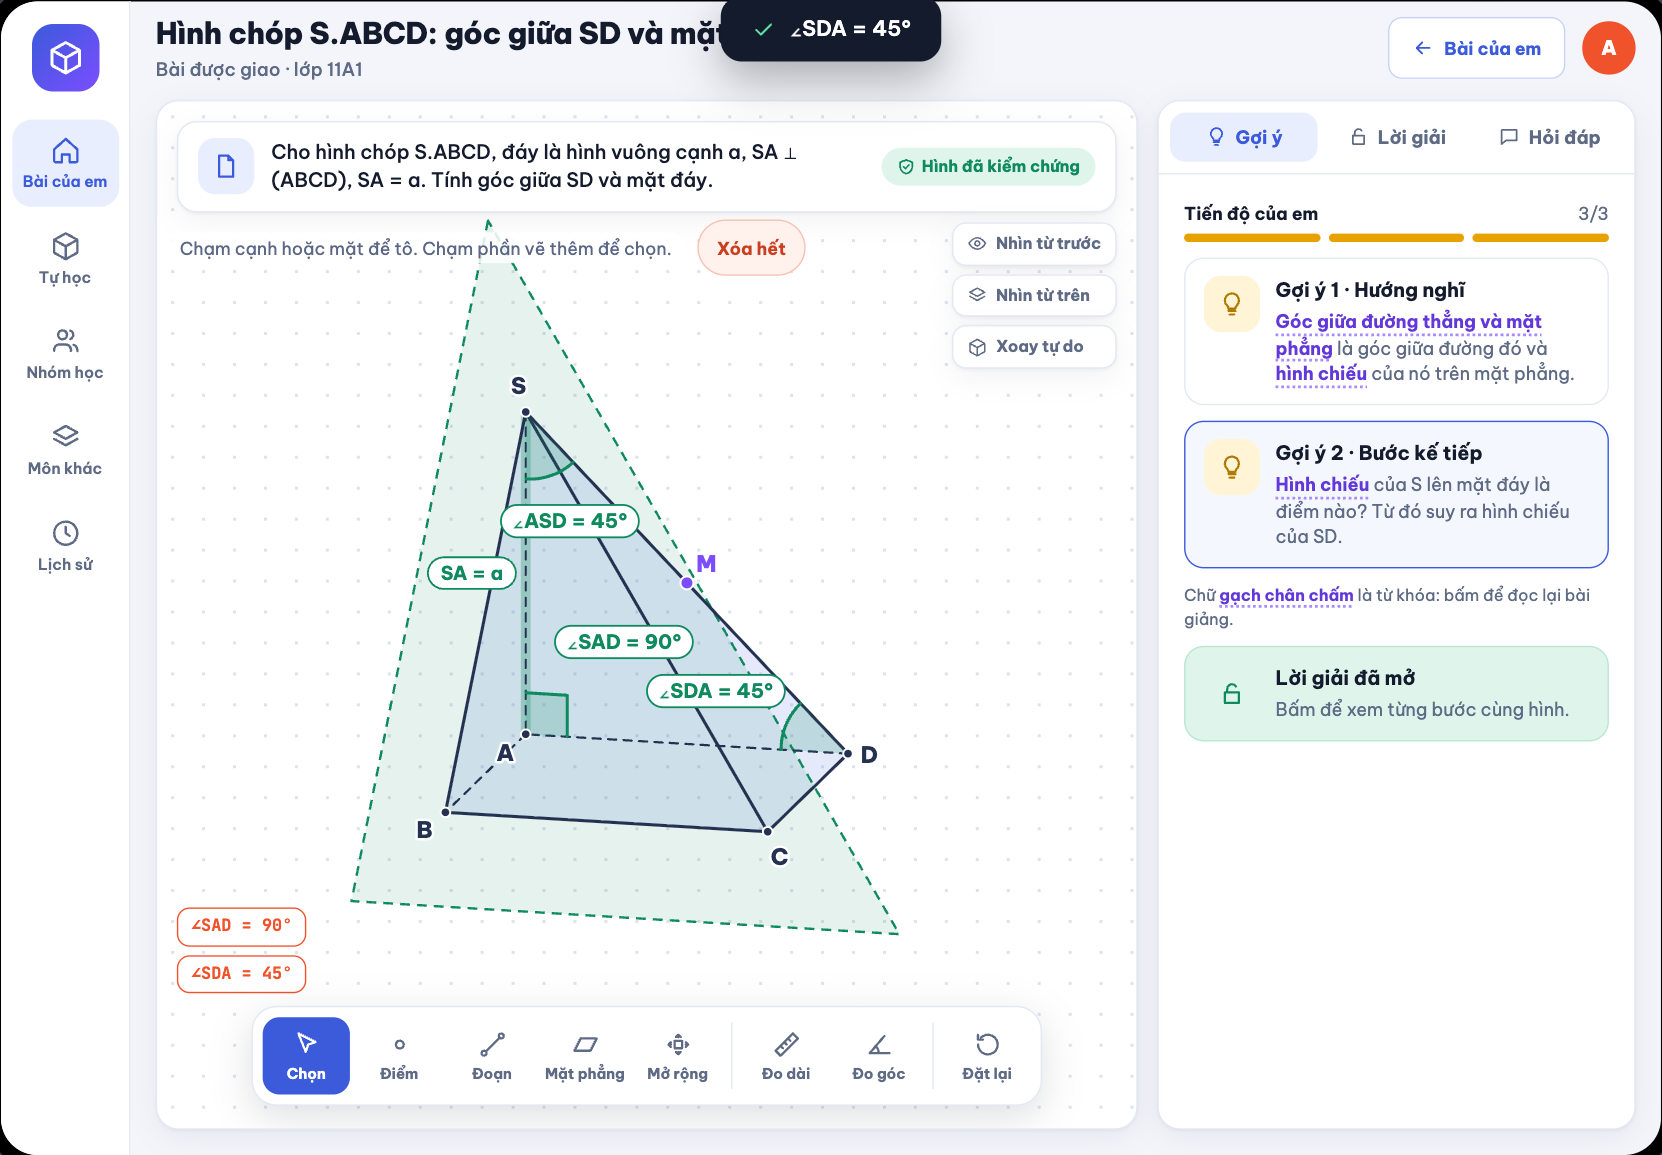 Hình chóp S.ABCD: góc giữa SD và mặt
∠SDA = 45°
Bài được giao · lớp 11A1
Bài của em
A
Bài của em
Tự học
Nhóm học
Môn khác
Lịch sử
Cho hình chóp S.ABCD, đáy là hình vuông cạnh a, SA ⊥
(ABCD), SA = a. Tính góc giữa SD và mặt đáy.
Hình đã kiểm chứng
Chạm cạnh hoặc mặt để tô. Chạm phần vẽ thêm để chọn.
Xóa hết
Nhìn từ trước
Nhìn từ trên
Xoay tự do
S
∠ASD = 45°
M
SA = a
∠SAD = 90°
∠SDA = 45°
A
D
B
C
∠SAD = 90°
∠SDA = 45°
Chọn
Điểm
Đoạn
Mặt phẳng
Mở rộng
Đo dài
Đo góc
Đặt lại
Gợi ý
Lời giải
Hỏi đáp
Tiến độ của em
3/3
Gợi ý 1 · Hướng nghĩ
Góc giữa đường thẳng và mặt
phẳng là góc giữa đường đó và
hình chiếu của nó trên mặt phẳng.
Gợi ý 2 · Bước kế tiếp
Hình chiếu của S lên mặt đáy là
điểm nào? Từ đó suy ra hình chiếu
của SD.
Chữ gạch chân chấm là từ khóa: bấm để đọc lại bài
giảng.
Lời giải đã mở
Bấm để xem từng bước cùng hình.